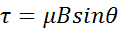 τ = μBsinθ